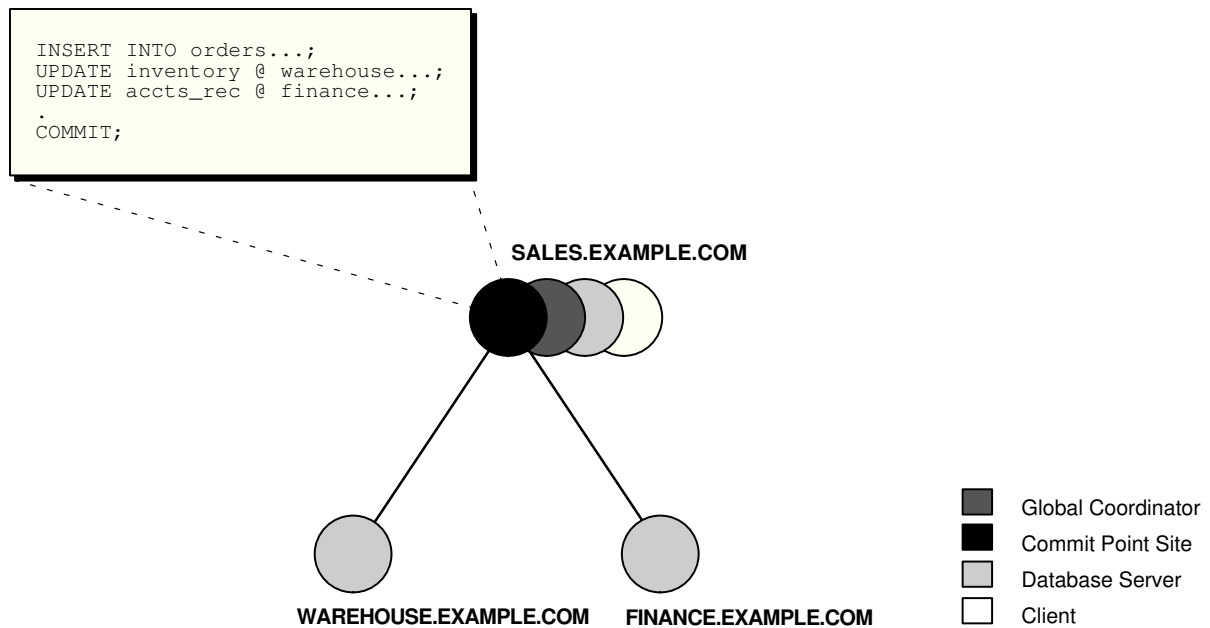 INSERT INTO orders...;
UPDATE inventory @ warehouse...;
UPDATE accts_rec @ finance...;
.
COMMIT;
SALES.EXAMPLE.COM
WAREHOUSE.EXAMPLE.COM
FINANCE.EXAMPLE.COM
Global Coordinator
Commit Point Site
Database Server
Client